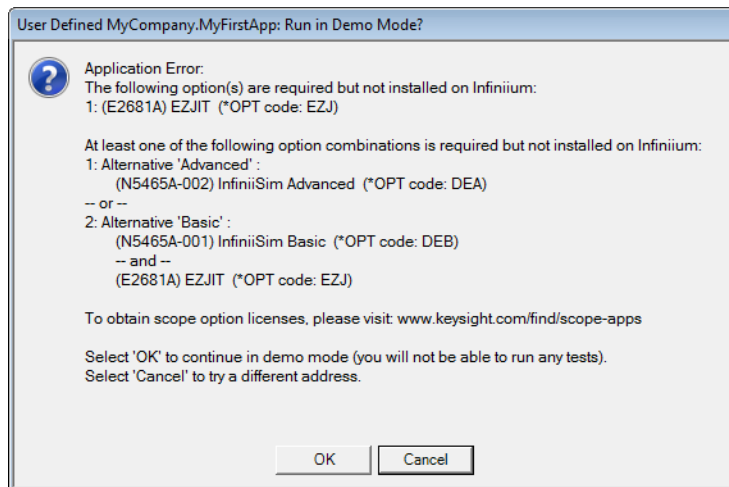 User Defined MyCompany.MyFirstApp: Run in Demo Mode?
Application Error:
The following option(s) are required but not installed on Infiniium:
1: (E2681A) EZJIT (*OPT code: EZJ)
At least one of the following option combinations is required but not installed on Infiniium:
1: Alternative 'Advanced' :
(N5465A-002) InfiniiSim Advanced (*OPT code: DEA)
-- or --
2: Alternative 'Basic' :
(N5465A-001) InfiniiSim Basic (*OPT code: DEB)
-- and --
(E2681A) EZJIT (*OPT code: EZJ)
To obtain scope option licenses, please visit: www.keysight.com/find/scope-apps
Select 'OK' to continue in demo mode (you will not be able to run any tests).
Select 'Cancel' to try a different address.
OK Cancel